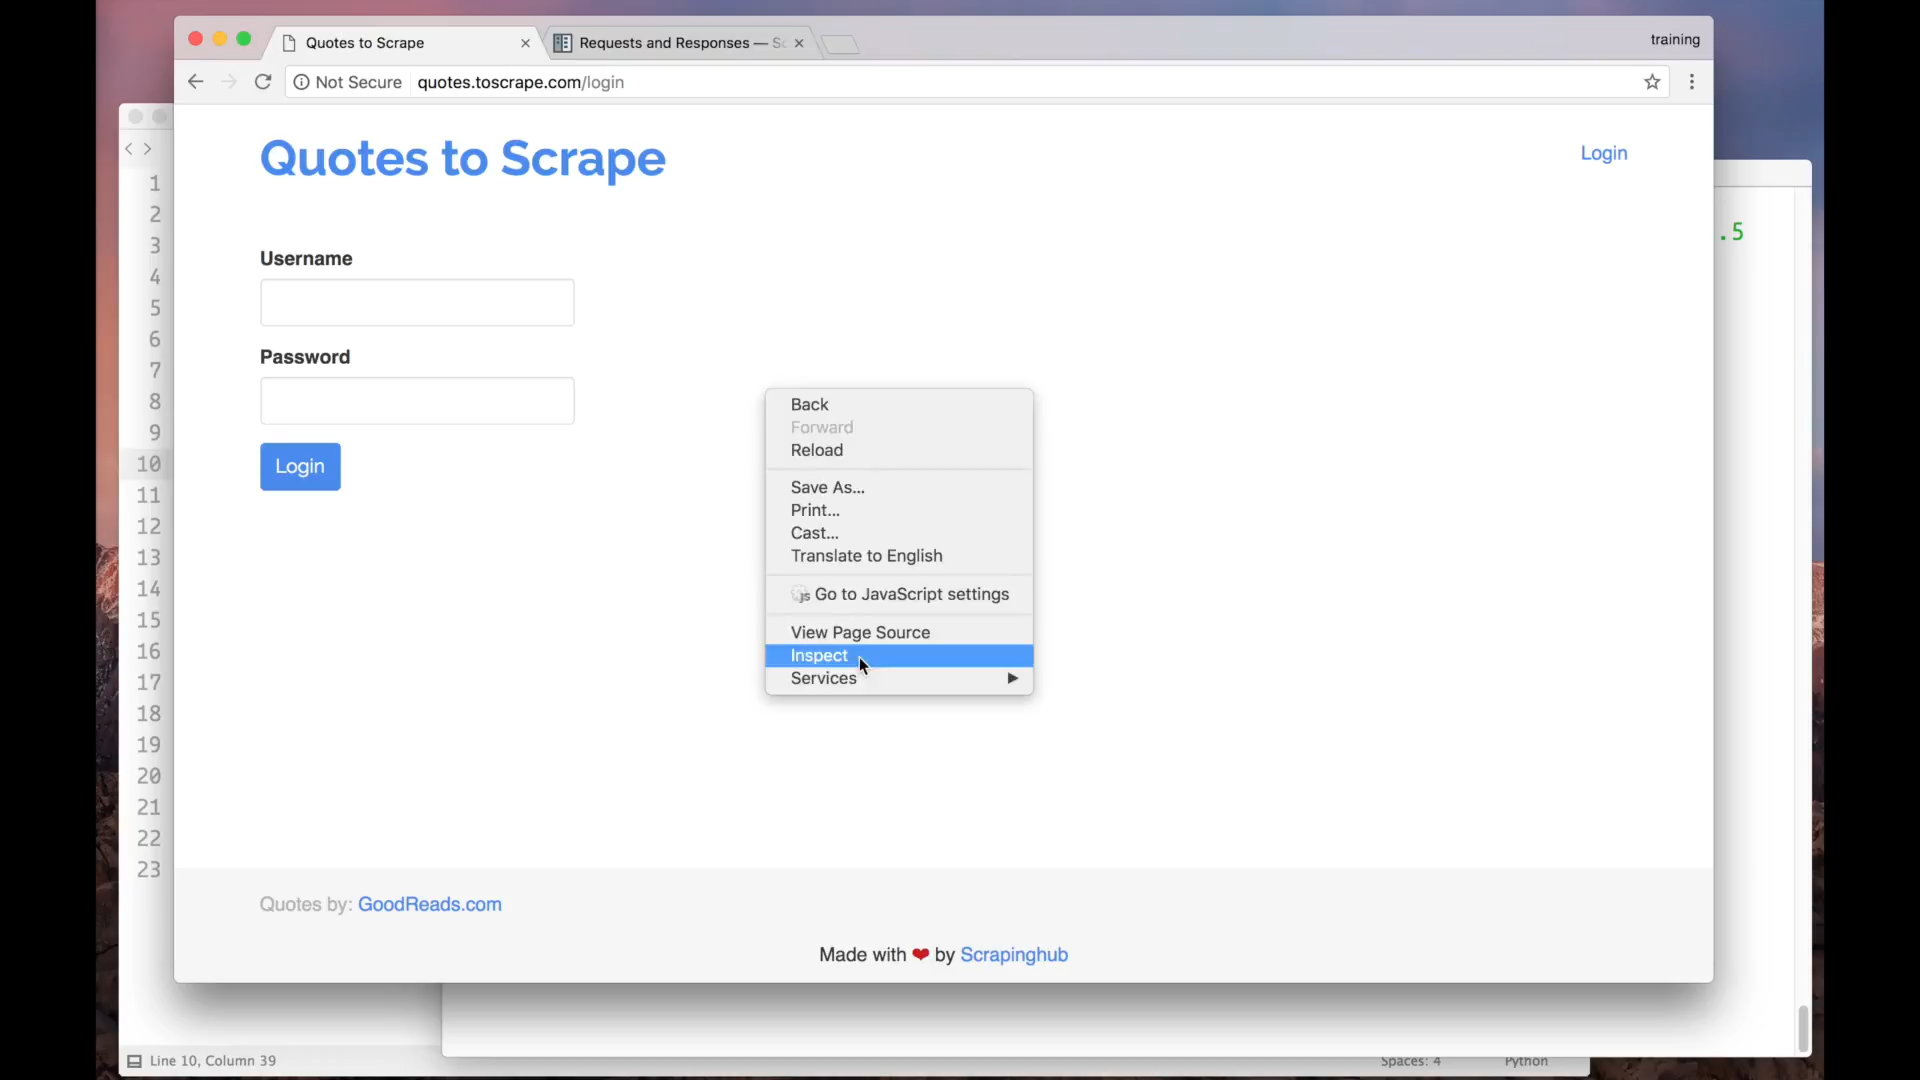 Quotes to Scrape
Requests and Responses — Sc
training
Not Secure
quotes.toscrape.com/login
Quotes to Scrape
Login
Username
Password
Login
Back
Forward
Reload
Save As...
Print...
Cast...
Translate to English
Go to JavaScript settings
View Page Source
Inspect
Services
Quotes by: GoodReads.com
Made with ❤ by Scrapinghub
1
2
3
4
5
6
7
8
9
10
11
12
13
14
15
16
17
18
19
20
21
22
23
.5
Line 10, Column 39
Spaces: 4
Python